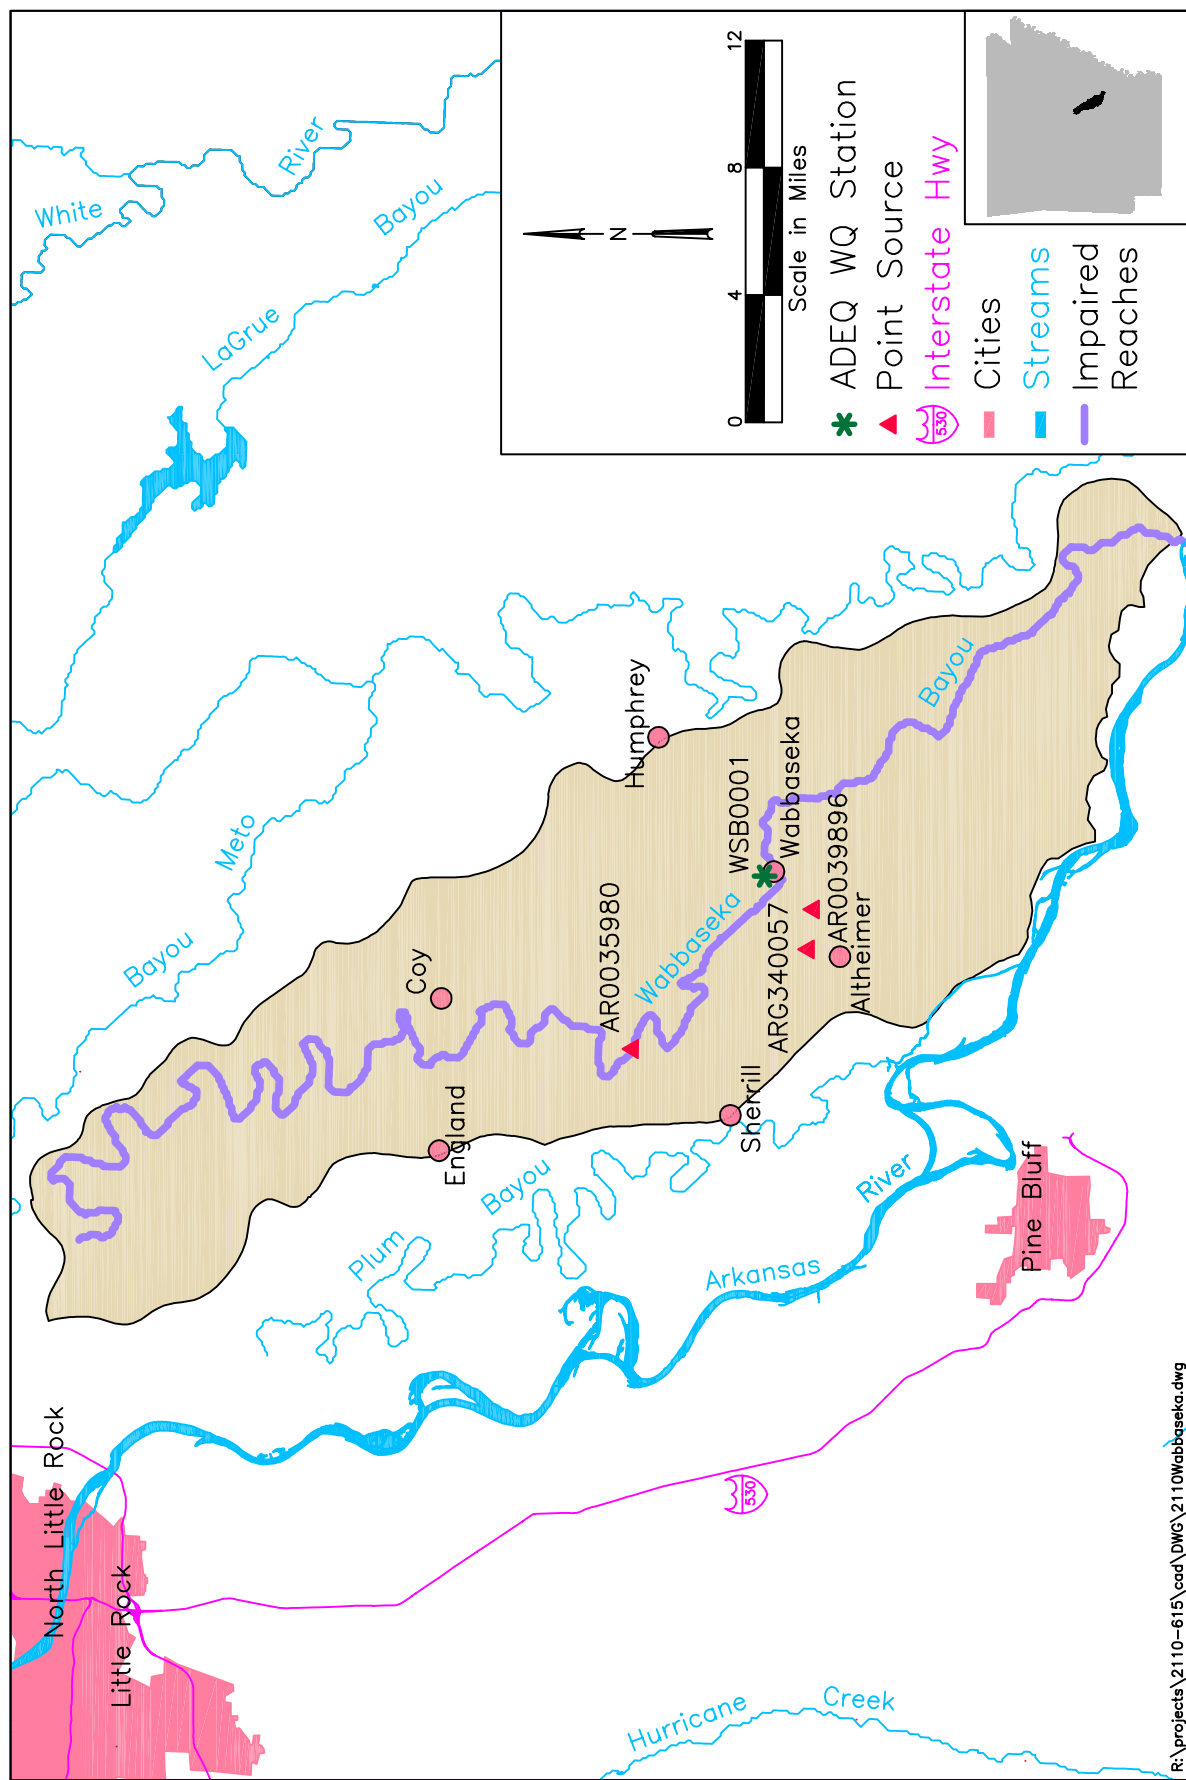 North Little Rock
Little Rock
White
River
LaGrue
Bayou
Bayou
Meto
Humphrey
Coy
England
Plum
Bayou
Sherrill
Arkansas
River
Pine Bluff
530
Hurricane
Creek
AR0035980
Wabbaseka
Bayou
WSB0001
Wabbaseka
ARG340057
AR0039896
Altheimer
N
0 4 8 12
Scale in Miles
ADEQ WQ Station
Point Source
530 Interstate Hwy
Cities
Streams
Impaired
Reaches
R:\projects\2110-615\cad\DWG\2110Wabbaseka.dwg